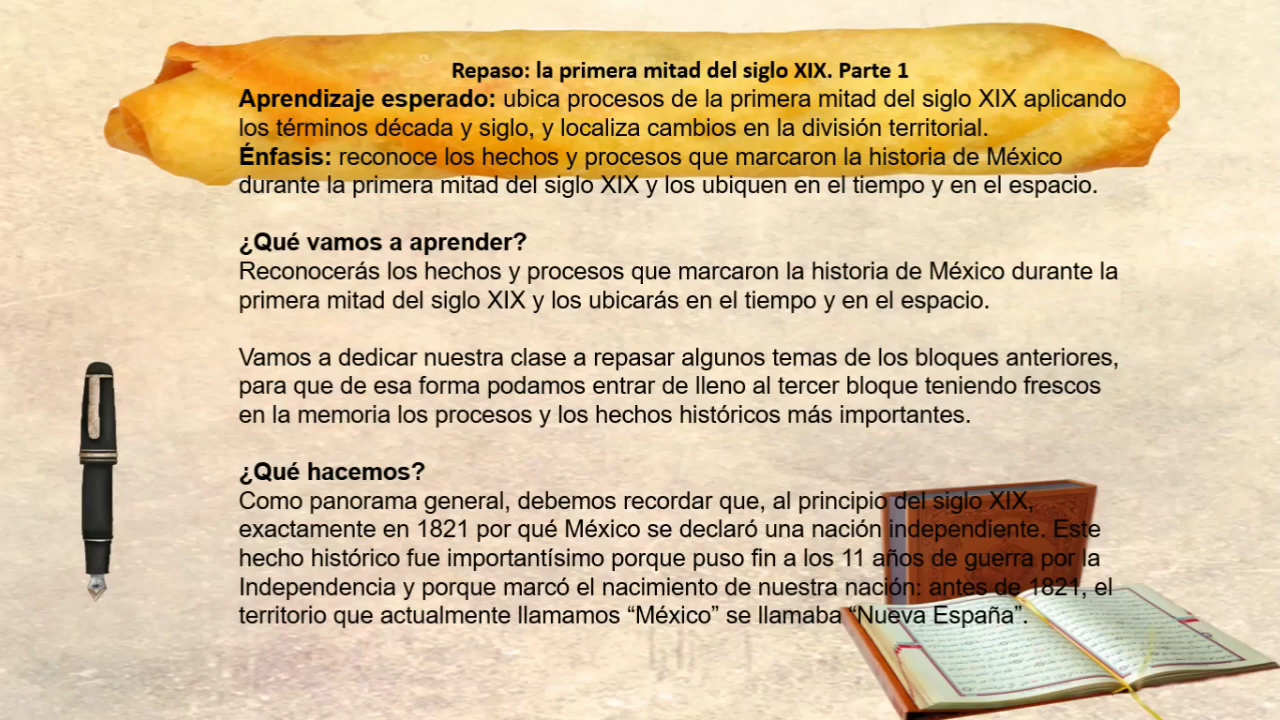 Repaso: la primera mitad del siglo XIX. Parte 1
Aprendizaje esperado: ubica procesos de la primera mitad del siglo XIX aplicando
los términos década y siglo, y localiza cambios en la división territorial.
Énfasis: reconoce los hechos y procesos que marcaron la historia de México
durante la primera mitad del siglo XIX y los ubiquen en el tiempo y en el espacio.
¿Qué vamos a aprender?
Reconocerás los hechos y procesos que marcaron la historia de México durante la
primera mitad del siglo XIX y los ubicarás en el tiempo y en el espacio.
Vamos a dedicar nuestra clase a repasar algunos temas de los bloques anteriores,
para que de esa forma podamos entrar de lleno al tercer bloque teniendo frescos
en la memoria los procesos y los hechos históricos más importantes.
¿Qué hacemos?
Como panorama general, debemos recordar que, al principio del siglo XIX,
exactamente en 1821 por qué México se declaró una nación independiente. Este
hecho histórico fue importantísimo porque puso fin a los 11 años de guerra por la
Independencia y porque marcó el nacimiento de nuestra nación: antes de 1821, el
territorio que actualmente llamamos “México” se llamaba “Nueva España”.